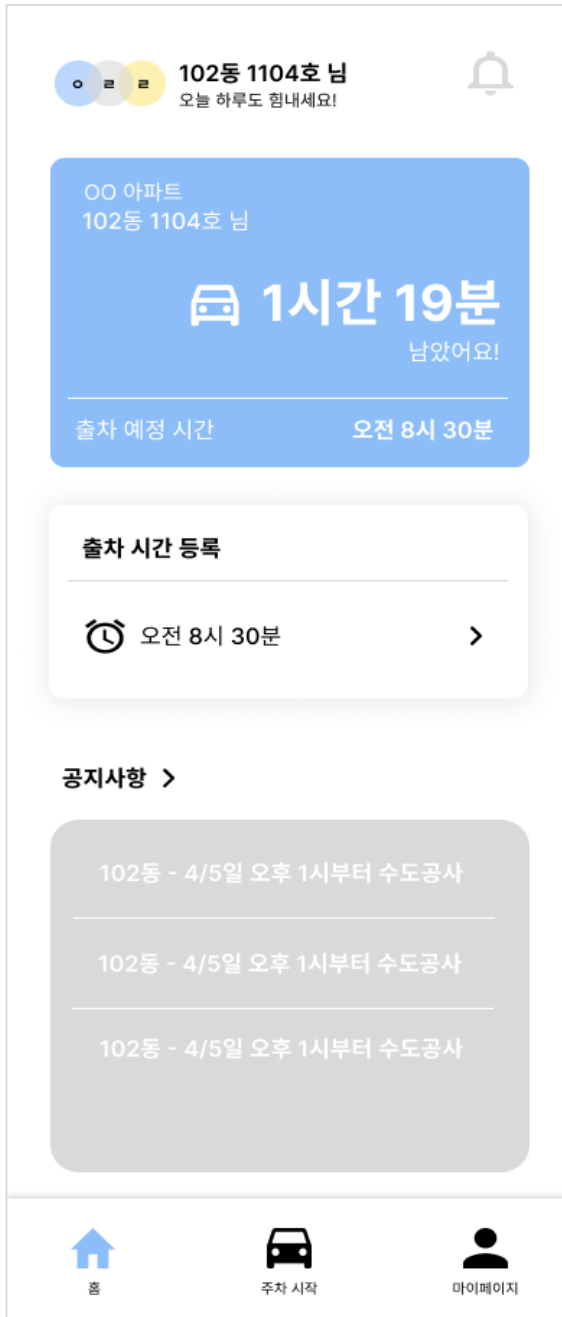 ㅇ ㄹ ㄹ
102동 1104호 님
오늘 하루도 힘내세요!
OO 아파트
102동 1104호 님
1시간 19분
남았어요!
출차 예정 시간 오전 8시 30분
출차 시간 등록
오전 8시 30분
공지사항
102동 - 4/5일 오후 1시부터 수도공사
102동 - 4/5일 오후 1시부터 수도공사
102동 - 4/5일 오후 1시부터 수도공사
홈 주차 시작 마이페이지